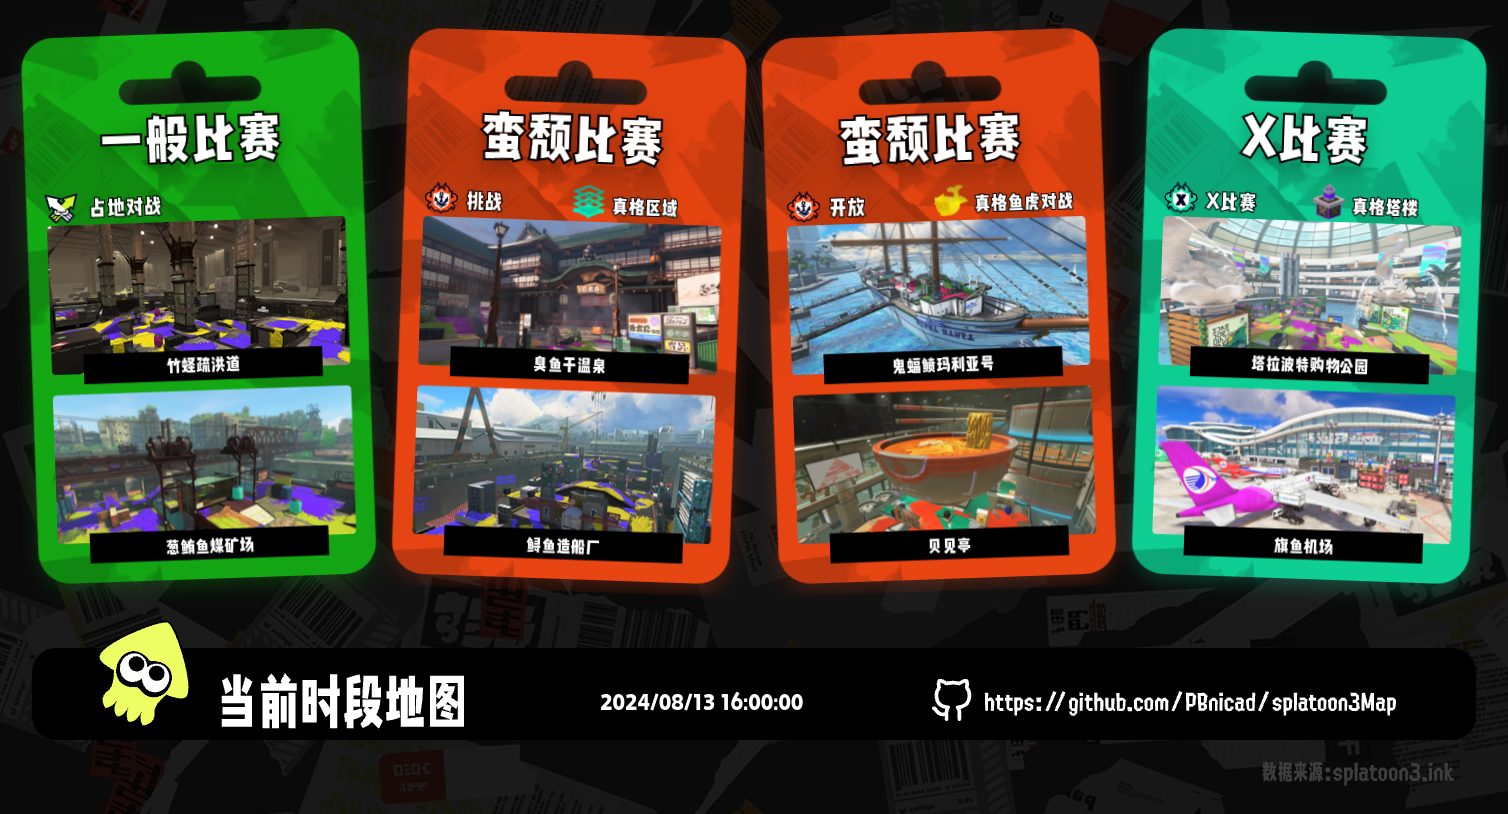 一般比赛
占地对战
竹蛏疏洪道
葱鲔鱼煤矿场
蛮颓比赛
挑战
真格区域
臭鱼干温泉
鲟鱼造船厂
蛮颓比赛
开放
真格鱼虎对战
鬼蝠鲼玛利亚号
贝贝亭
X比赛
X比赛
真格塔楼
塔拉波特购物公园
旗鱼机场
当前时段地图
2024/08/13 16:00:00
https://github.com/PBnicad/splatoon3Map
数据来源:splatoon3.ink